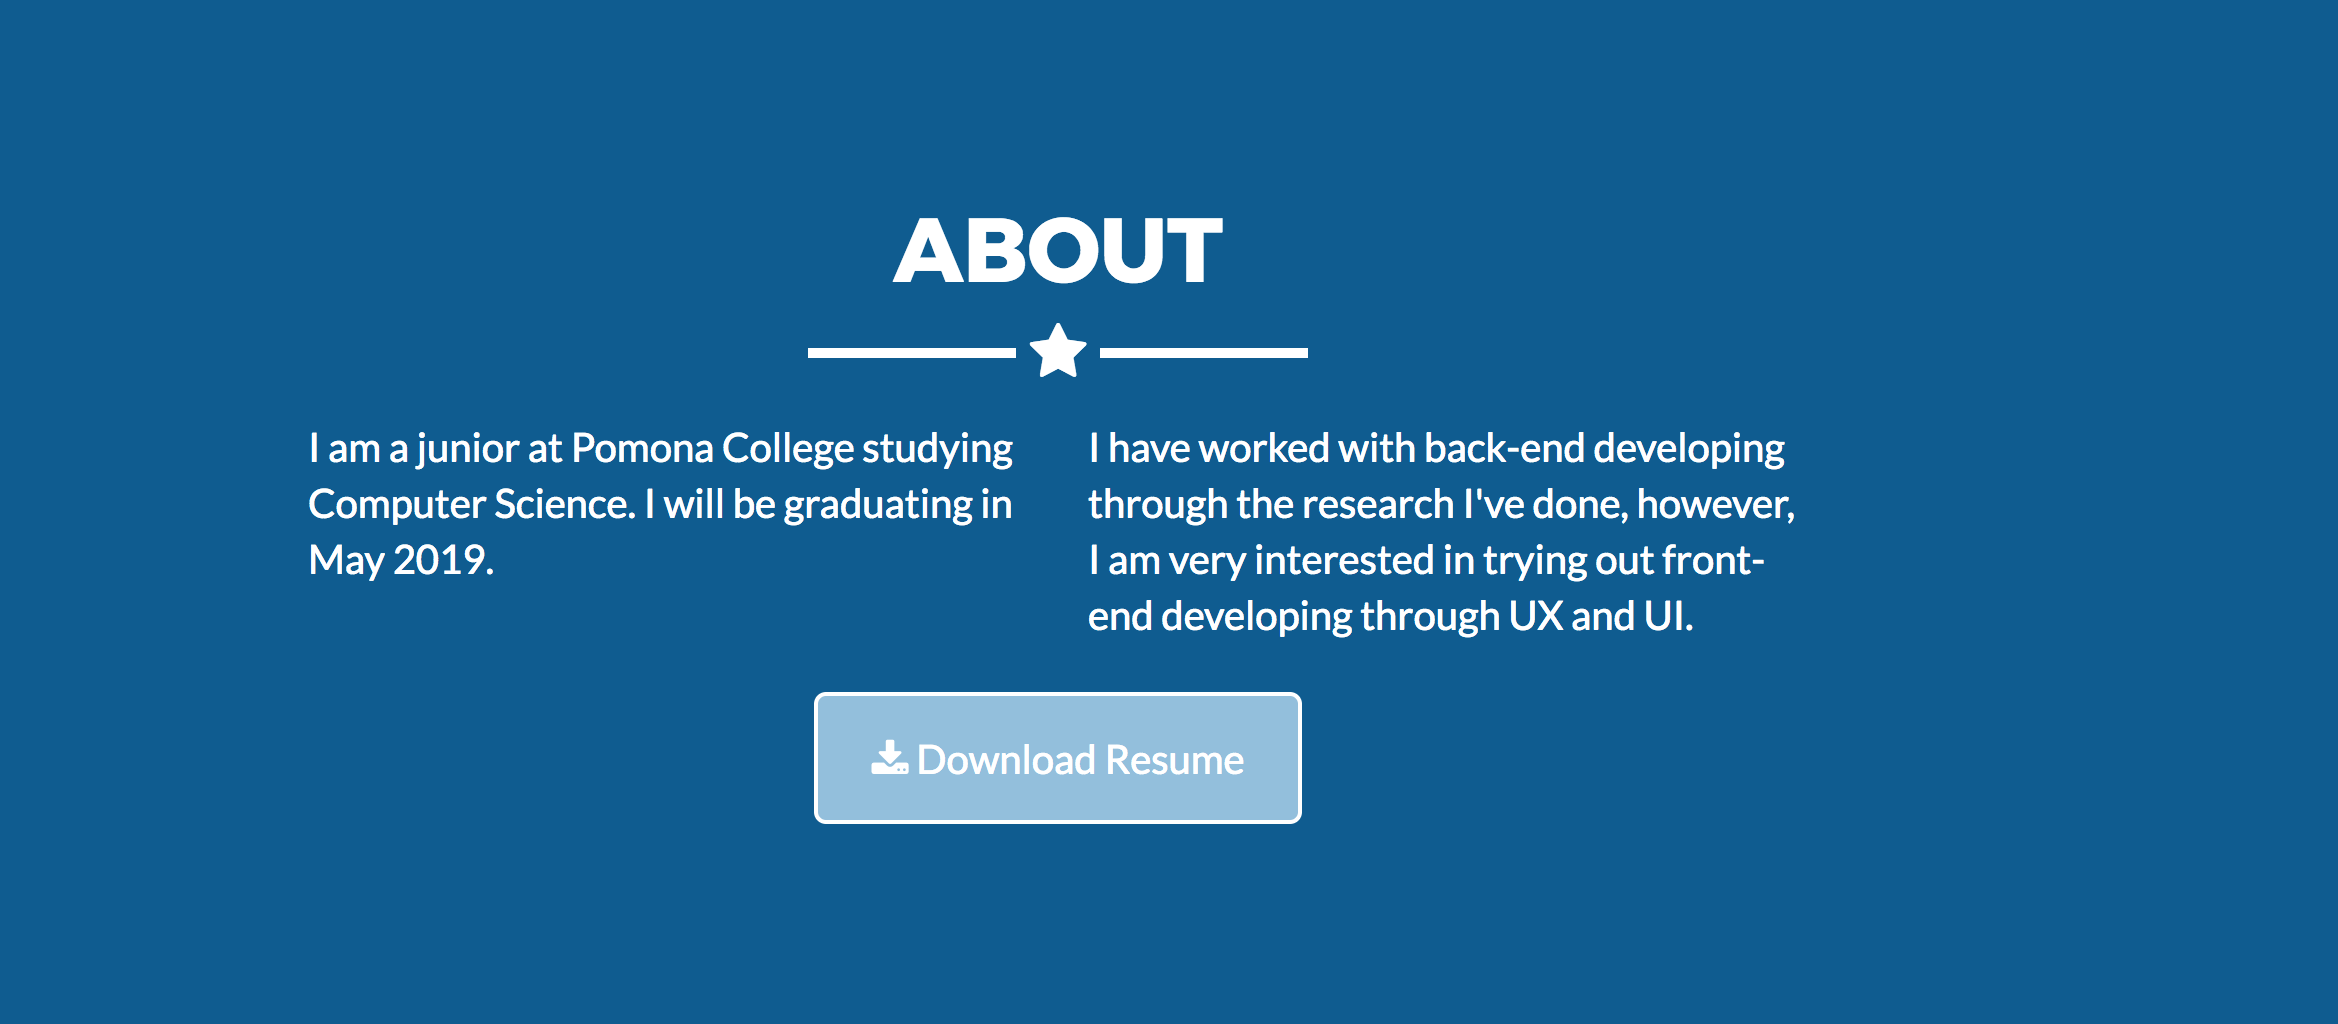 ABOUT
I am a junior at Pomona College studying
Computer Science. I will be graduating in
May 2019.
I have worked with back-end developing
through the research I've done, however,
I am very interested in trying out front-
end developing through UX and UI.
Download Resume